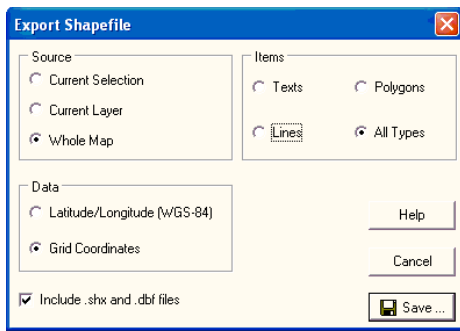 Export Shapefile
Source
Current Selection
Current Layer
Whole Map
Items
Texts
Polygons
Lines
All Types
Data
Latitude/Longitude (WGS-84)
Grid Coordinates
Help
Cancel
Include .shx and .dbf files
Save ...